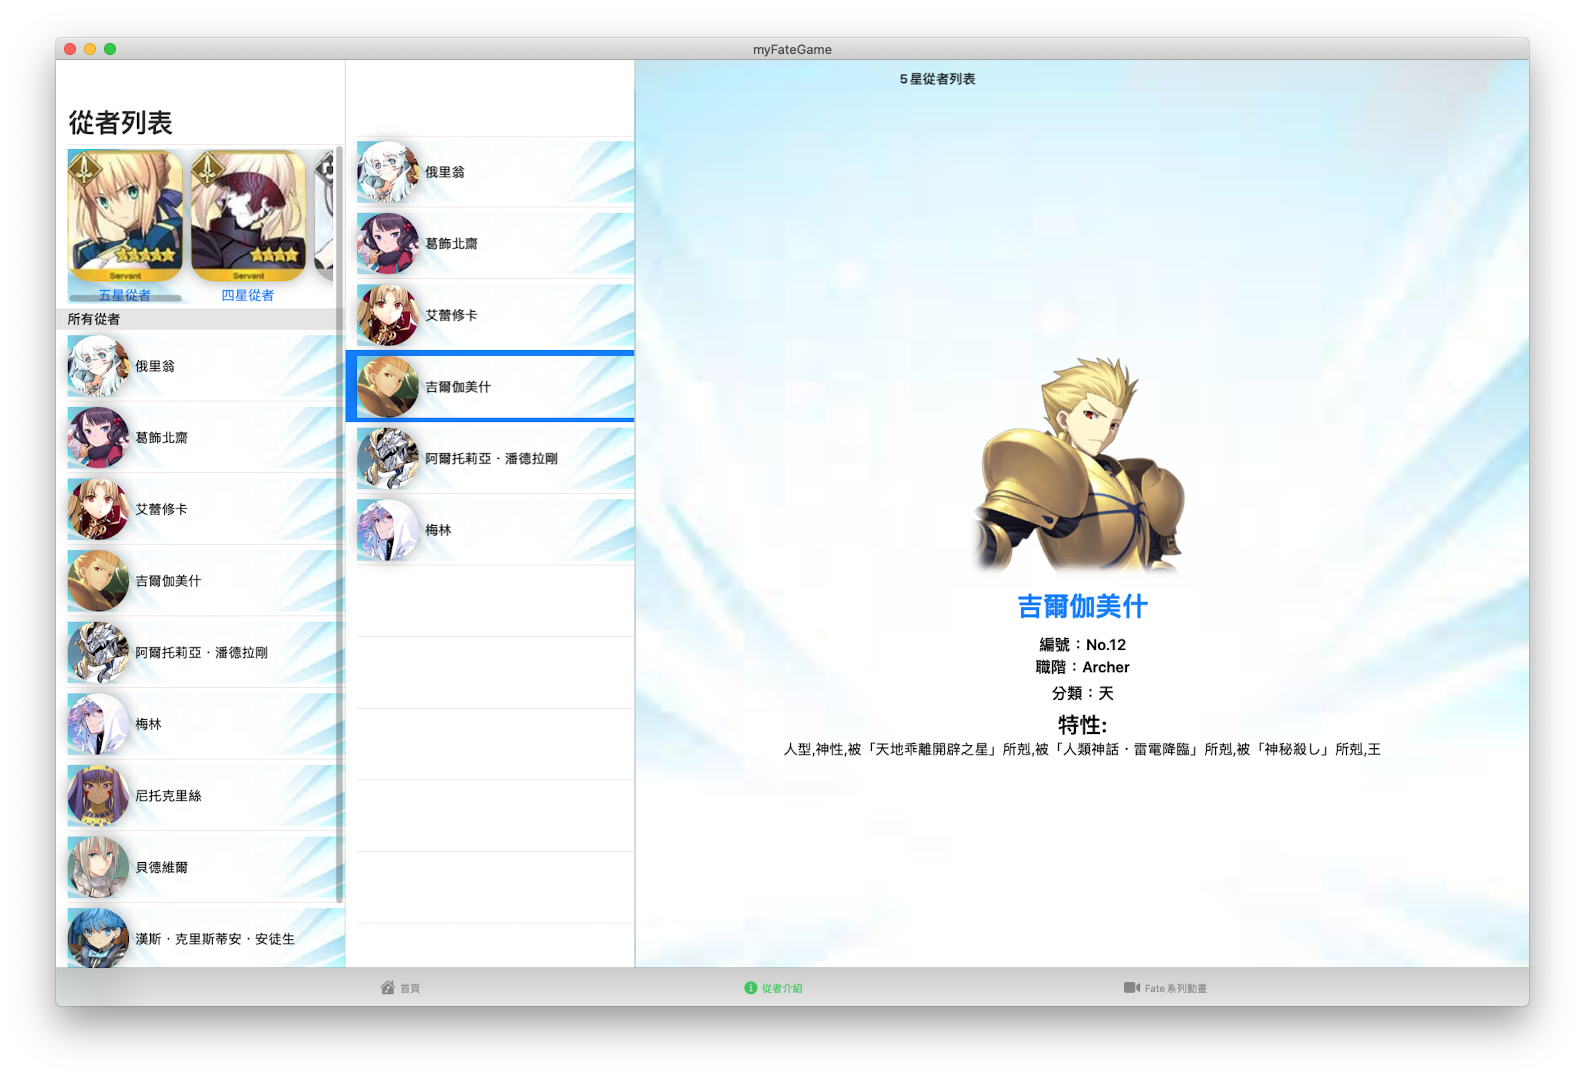 myFateGame
從者列表
Servant
Servant
五星從者
四星從者
所有從者
俄里翁
葛飾北齋
艾蕾修卡
吉爾伽美什
阿爾托莉亞·潘德拉剛
梅林
尼托克里絲
貝德維爾
漢斯·克里斯蒂安·安徒生
俄里翁
葛飾北齋
艾蕾修卡
吉爾伽美什
阿爾托莉亞·潘德拉剛
梅林
5星從者列表
吉爾伽美什
編號：No.12
職階：Archer
分類：天
特性:
人型,神性,被「天地乖離開辟之星」所剋,被「人類神話·雷電降臨」所剋,被「神秘殺し」所剋,王
首頁
從者介紹
Fate系列動畫